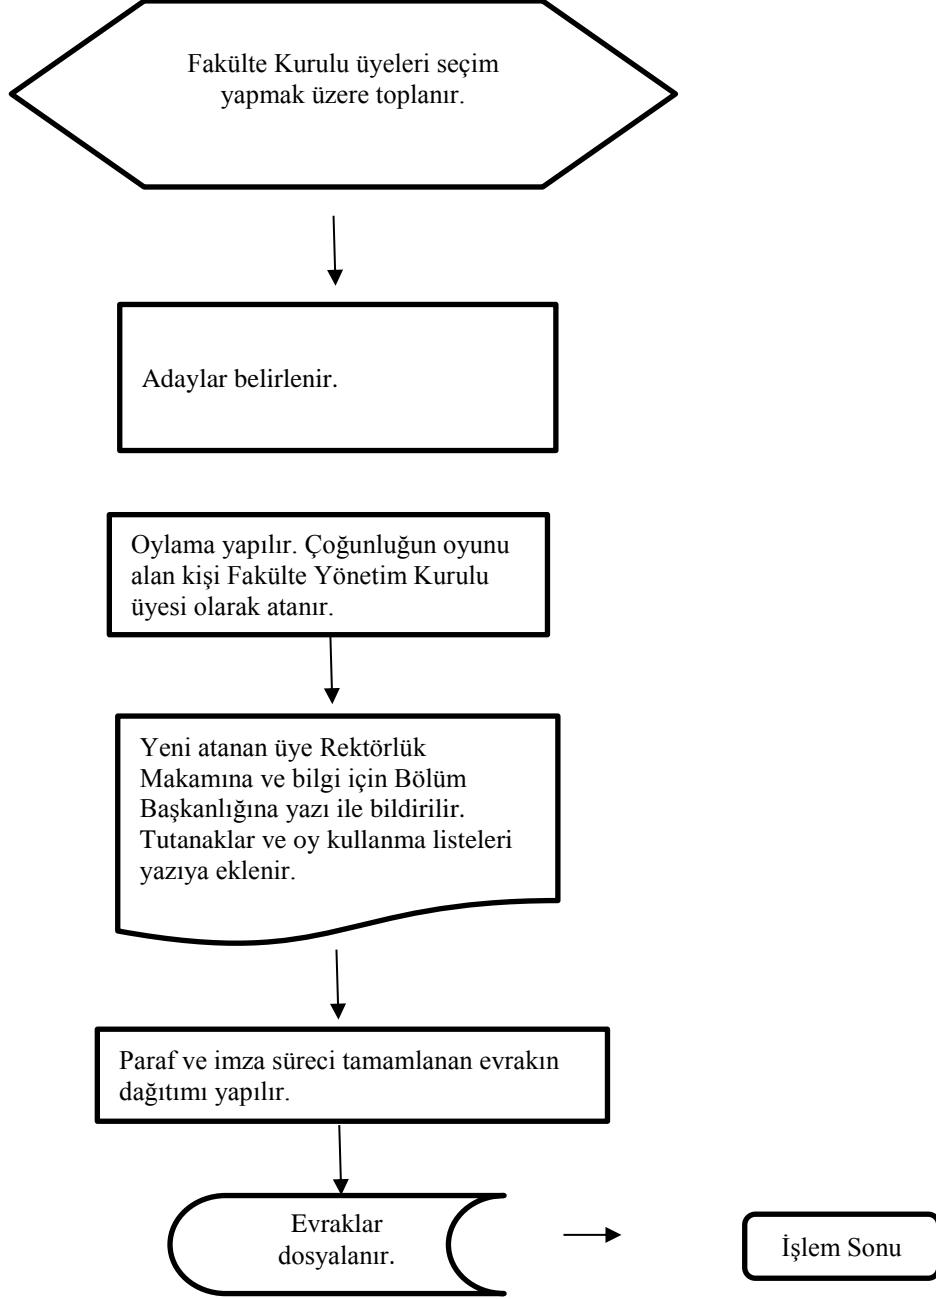 Fakülte Kurulu üyeleri seçim
yapmak üzere toplanır.
Adaylar belirlenir.
Oylama yapılır. Çoğunluğun oyunu
alan kişi Fakülte Yönetim Kurulu
üyesi olarak atanır.
Yeni atanan üye Rektörlük
Makamına ve bilgi için Bölüm
Başkanlığına yazı ile bildirilir.
Tutanaklar ve oy kullanma listeleri
yazıya eklenir.
Paraf ve imza süreci tamamlanan evrakın
dağıtımı yapılır.
Evraklar
dosyalanır.
İşlem Sonu